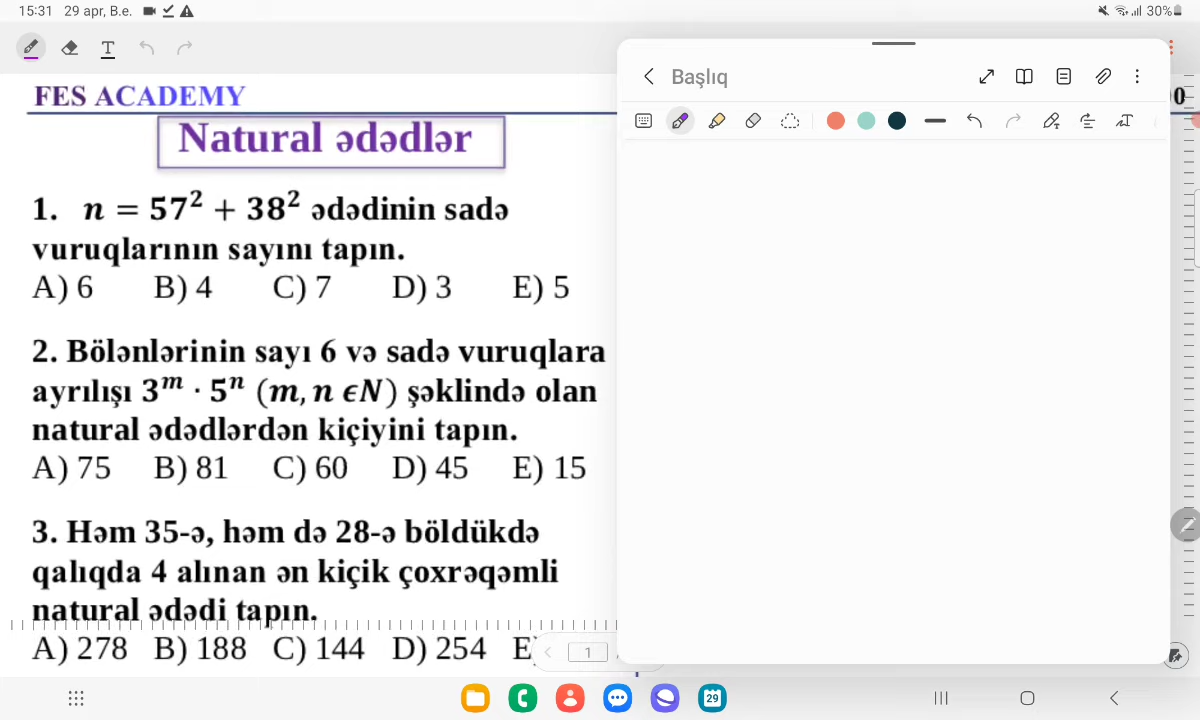 15:31 29 apr, B.e.
30%
FES ACADEMY
0
Natural ədədlər
1. n = 57² + 38² ədədinin sadə
vuruqlarının sayını tapın.
A) 6 B) 4 C) 7 D) 3 E) 5
2. Bölənlərinin sayı 6 və sadə vuruqlara
ayrılışı 3ᵐ · 5ⁿ (m, n ϵN) şəklində olan
natural ədədlərdən kiçiyini tapın.
A) 75 B) 81 C) 60 D) 45 E) 15
3. Həm 35-ə, həm də 28-ə böldükdə
qalıqda 4 alınan ən kiçik çoxrəqəmli
natural ədədi tapın.
A) 278 B) 188 C) 144 D) 254 E)
1
Başlıq
T
29